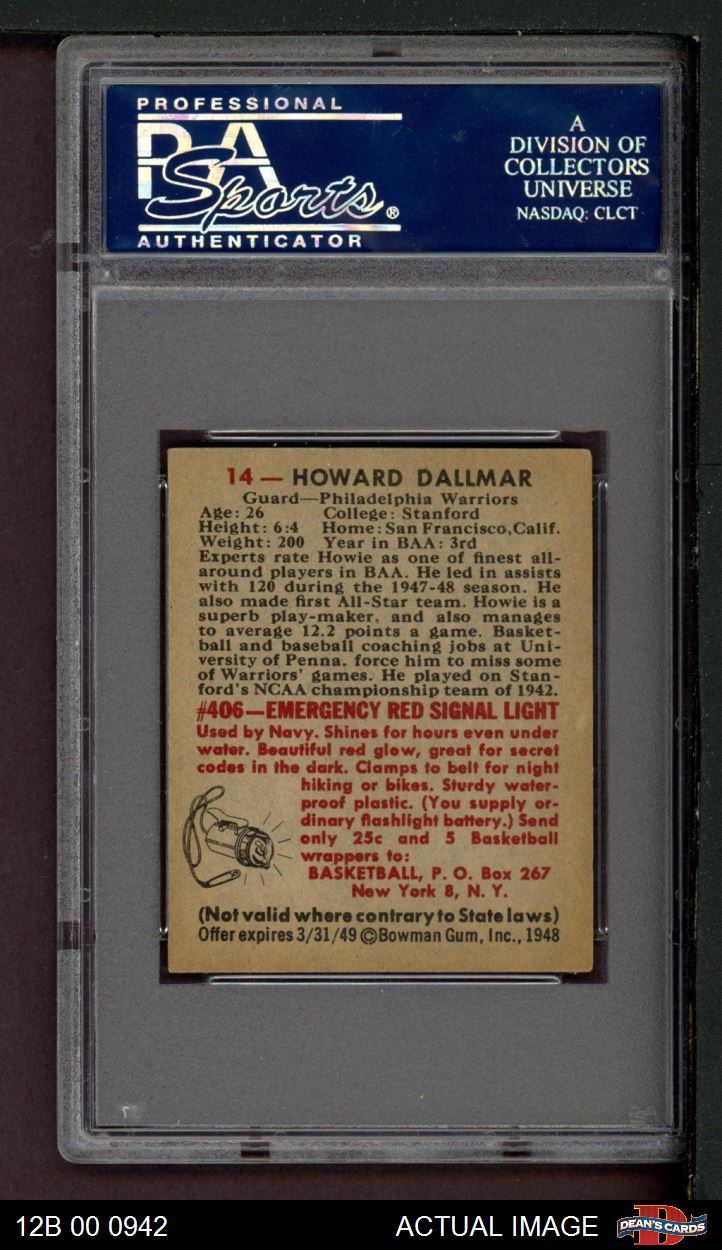 PROFESSIONAL
PSA
Sports®
AUTHENTICATOR
A
DIVISION OF
COLLECTORS
UNIVERSE
NASDAQ: CLCT
14 — HOWARD DALLMAR
Guard—Philadelphia Warriors
Age: 26 College: Stanford
Height: 6:4 Home: San Francisco, Calif.
Weight: 200 Year in BAA: 3rd
Experts rate Howie as one of finest all-
around players in BAA. He led in assists
with 120 during the 1947-48 season. He
also made first All-Star team. Howie is a
superb play-maker, and also manages
to average 12.2 points a game. Basket-
ball and baseball coaching jobs at Uni-
versity of Penna. force him to miss some
of Warriors' games. He played on Stan-
ford's NCAA championship team of 1942.
#406—EMERGENCY RED SIGNAL LIGHT
Used by Navy. Shines for hours even under
water. Beautiful red glow, great for secret
codes in the dark. Clamps to belt for night
hiking or bikes. Sturdy water-
proof plastic. (You supply or-
dinary flashlight battery.) Send
only 25c and 5 Basketball
wrappers to:
BASKETBALL, P. O. Box 267
New York 8, N. Y.
(Not valid where contrary to State laws)
Offer expires 3/31/49 ©Bowman Gum, Inc., 1948
12B 00 0942
ACTUAL IMAGE
DEAN'S CARDS